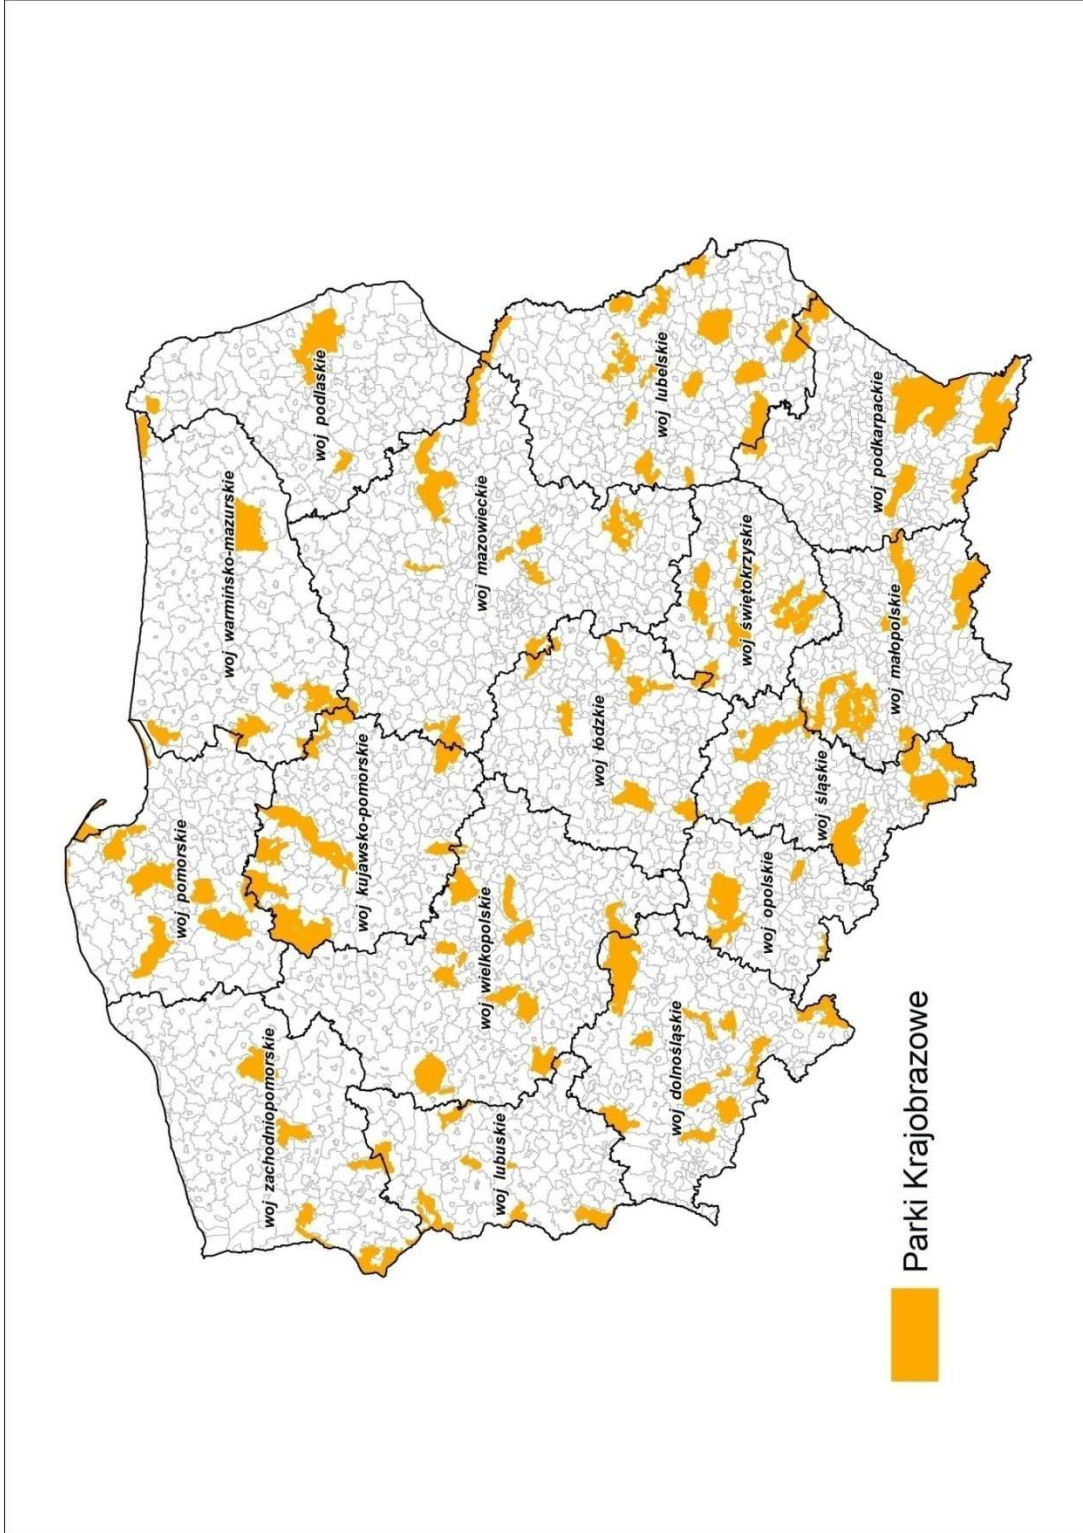 woj pomorskie
woj warmińsko-mazurskie
woj zachodniopomorskie
woj podlaskie
woj kujawsko-pomorskie
woj mazowieckie
woj wielkopolskie
woj lubuskie
woj łódzkie
woj lubelskie
woj dolnośląskie
woj świętokrzyskie
woj opolskie
woj śląskie
woj podkarpackie
woj małopolskie
Parki Krajobrazowe